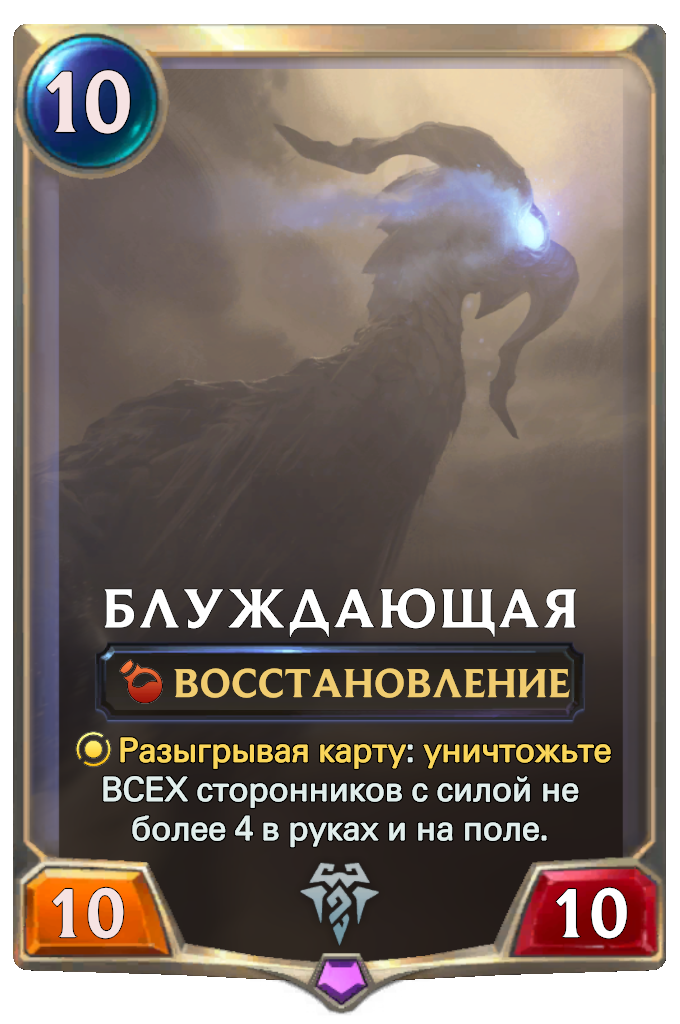 10
БЛУЖДАЮЩАЯ
ВОССТАНОВЛЕНИЕ
Разыгрывая карту: уничтожьте
ВСЕХ сторонников с силой не
более 4 в руках и на поле.
10
10